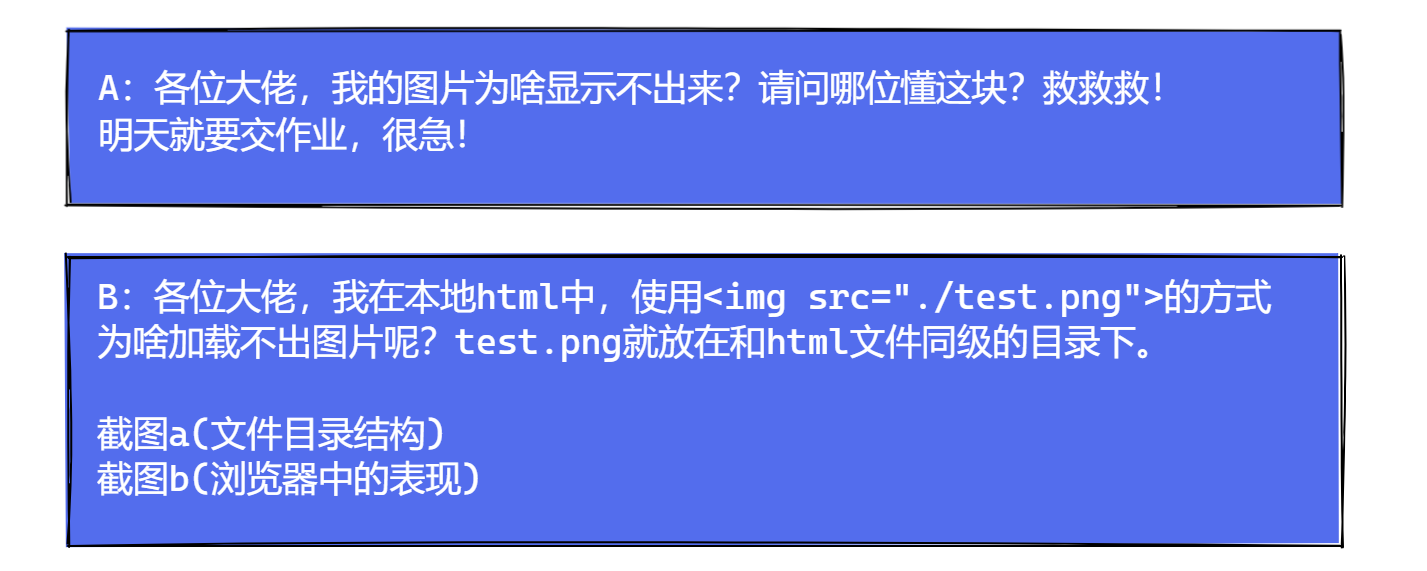 A：各位大佬，我的图片为啥显示不出来？请问哪位懂这块？救救救！
明天就要交作业，很急！
B：各位大佬，我在本地html中，使用<img src="./test.png">的方式
为啥加载不出图片呢？test.png就放在和html文件同级的目录下。
截图a(文件目录结构)
截图b(浏览器中的表现)